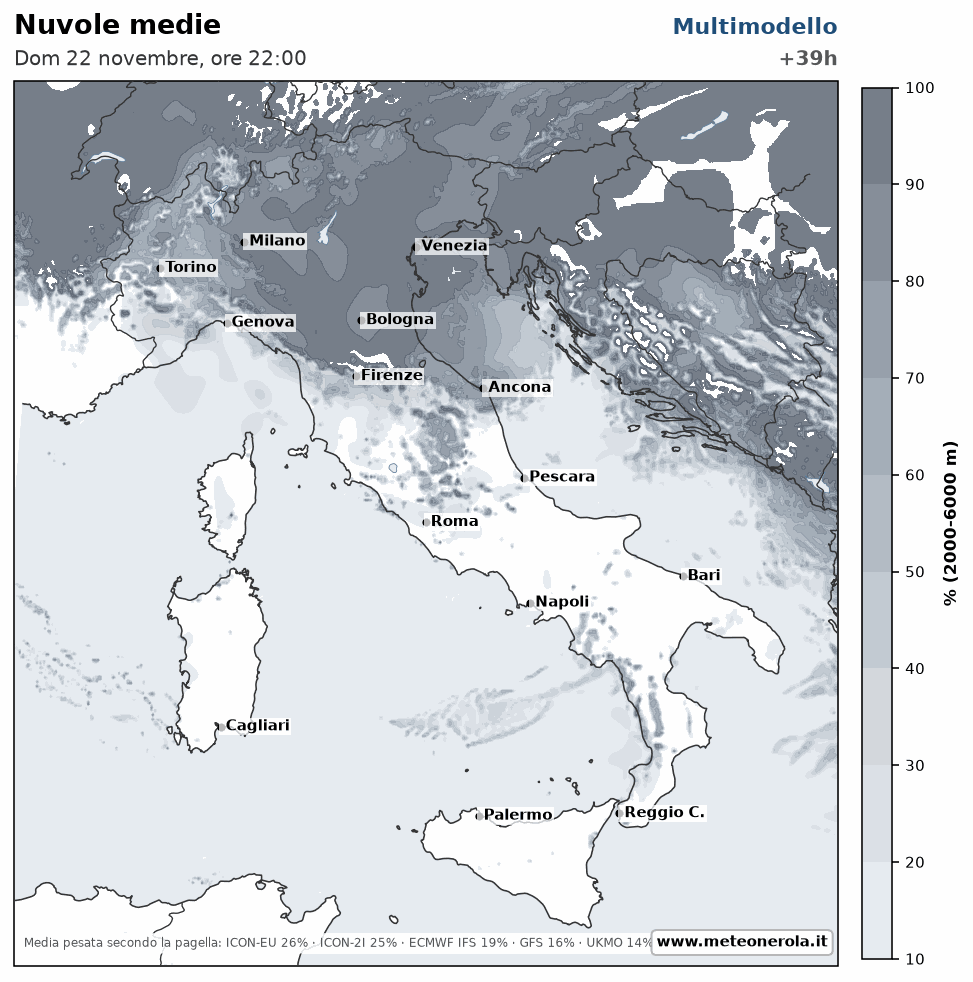 Nuvole medie
Multimodello
Dom 22 novembre, ore 22:00
+39h
100
90
80
70
60
50
40
30
20
10
% (2000-6000 m)
Milano
Venezia
Torino
Genova
Bologna
Firenze
Ancona
Pescara
Roma
Bari
Napoli
Cagliari
Palermo
Reggio C.
Media pesata secondo la pagella: ICON-EU 26% · ICON-2I 25% · ECMWF IFS 19% · GFS 16% · UKMO 14%
www.meteonerola.it